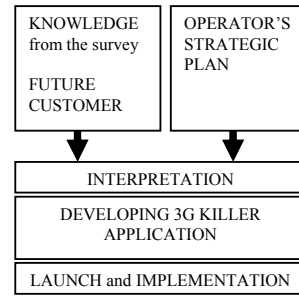 KNOWLEDGE
from the survey
FUTURE
CUSTOMER
OPERATOR'S
STRATEGIC
PLAN
INTERPRETATION
DEVELOPING 3G KILLER
APPLICATION
LAUNCH and IMPLEMENTATION